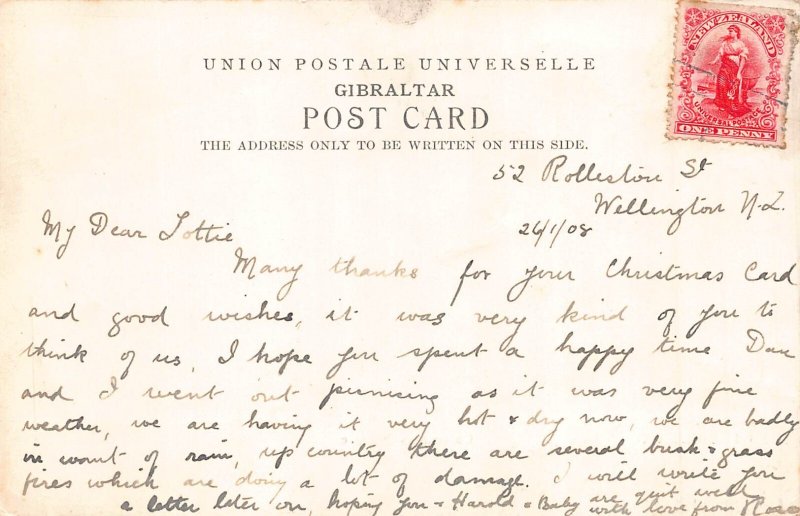 UNION POSTALE UNIVERSELLE
GIBRALTAR
POST CARD
THE ADDRESS ONLY TO BE WRITTEN ON THIS SIDE.
NEW ZEALAND
UNIVERSAL POSTAGE
ONE PENNY
52 Rolleston St
Wellington N.Z.
26/1/08
My Dear Lottie
Many thanks for your Christmas Card
and good wishes, it was very kind of you to
think of us, I hope you spent a happy time Dan
and I went out picnicing as it was very fine
weather, we are having it very hot & dry now, we are badly
in want of rain, up country there are several bush & grass
fires which are doing a lot of damage. I will write you
a letter later on, hoping you & Harold & Baby are quit well
with love from Rose